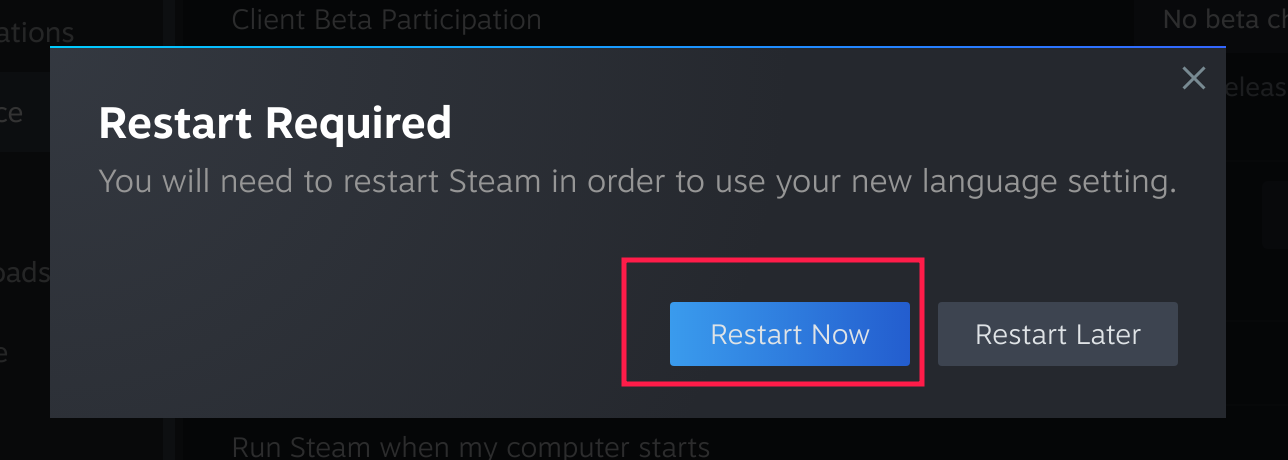 Client Beta Participation
No beta ch
ations
Restart Required
eleas
ce
You will need to restart Steam in order to use your new language setting.
oads
Restart Now
Restart Later
e
Run Steam when my computer starts